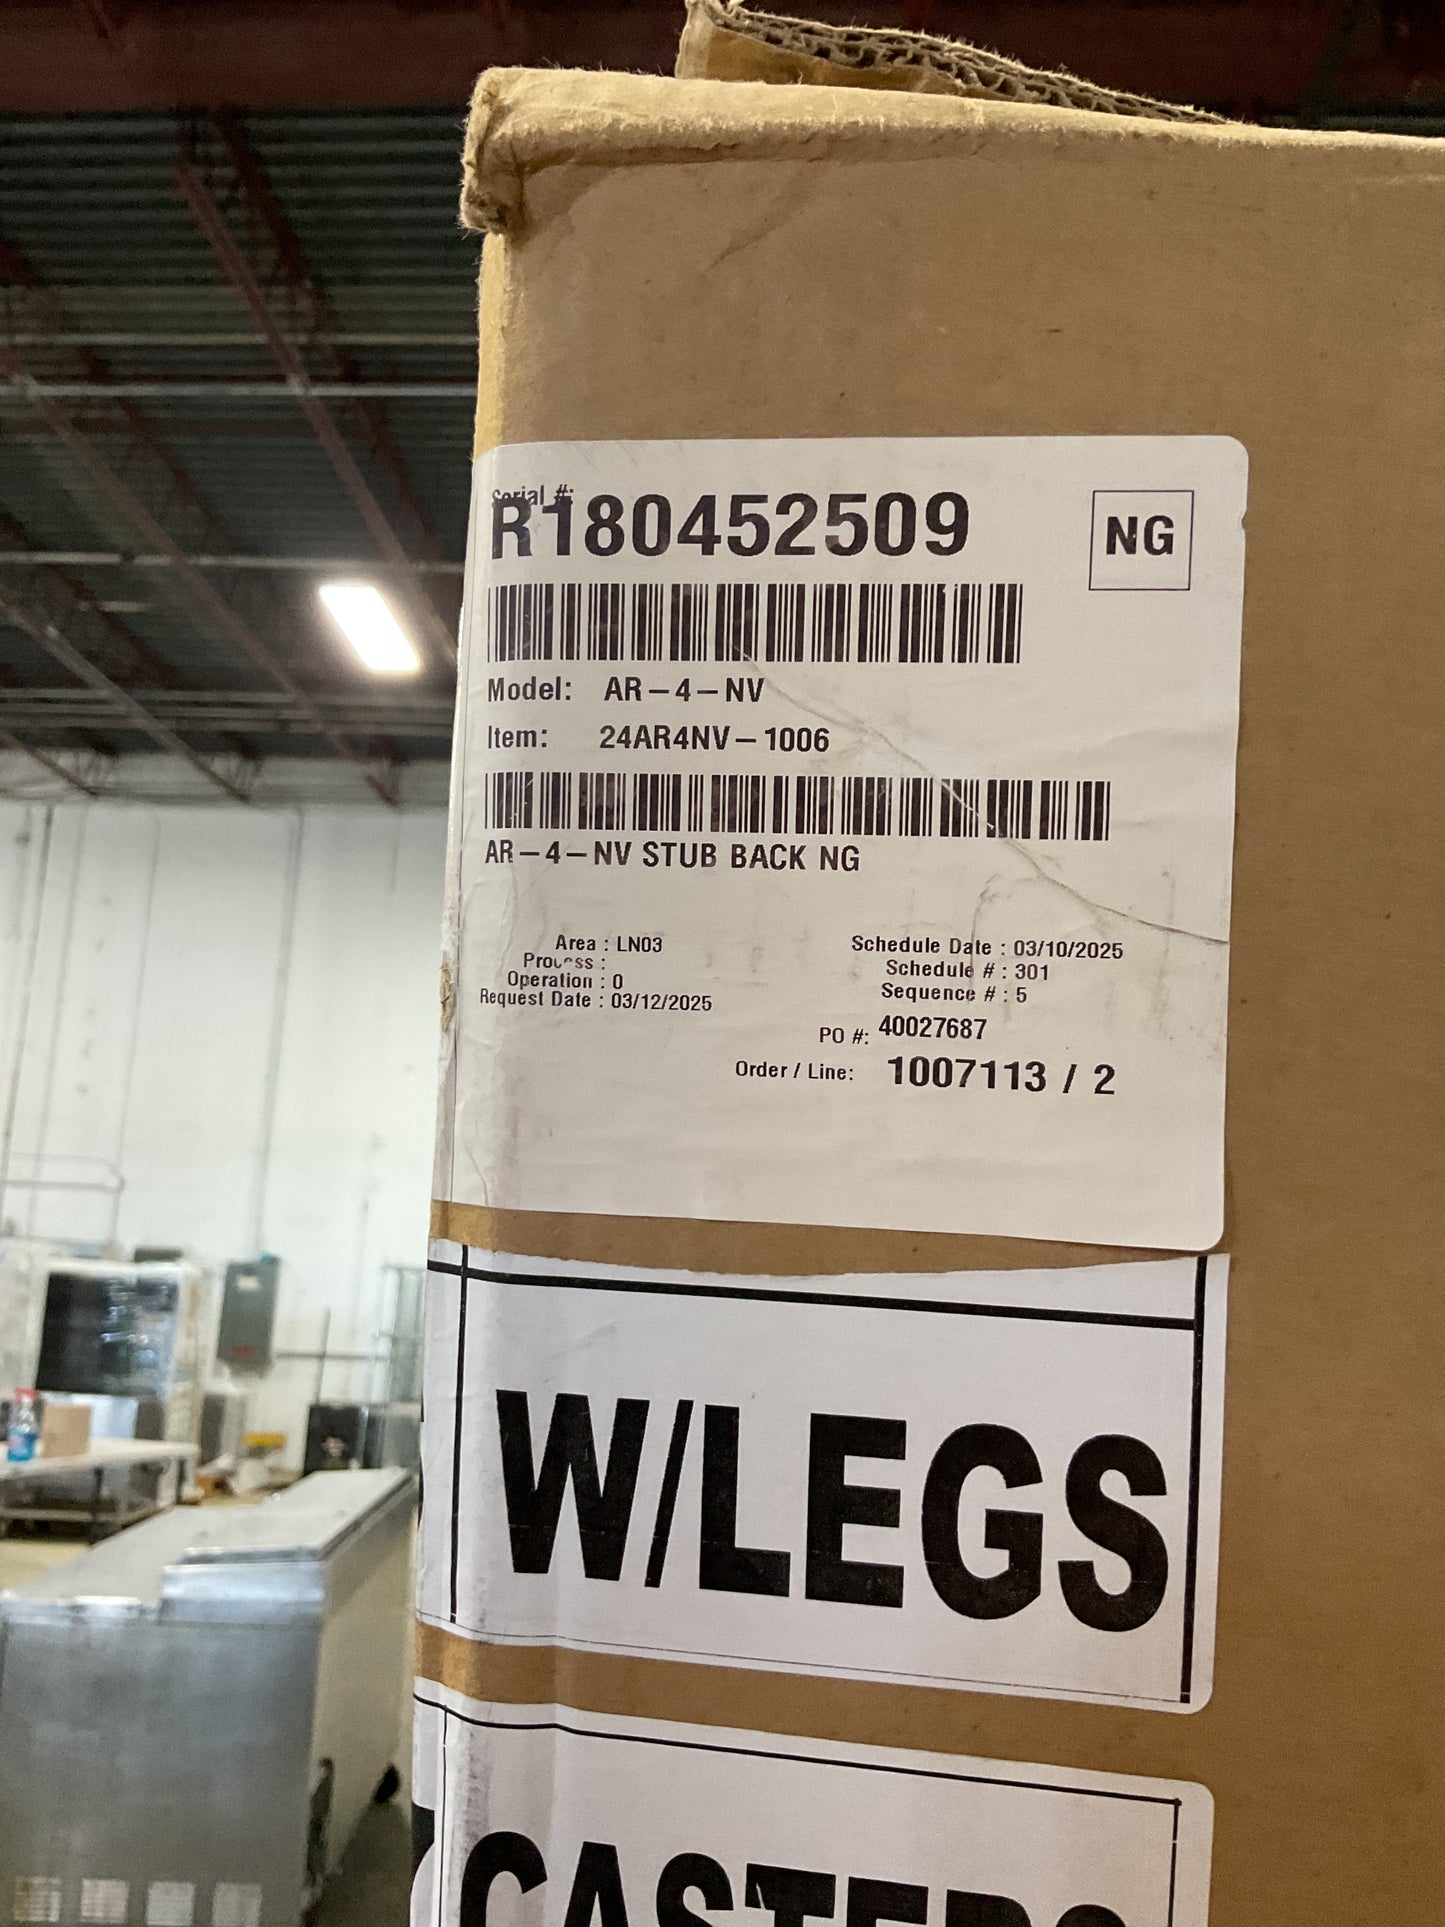 Serial #:
R180452509
NG
Model: AR-4-NV
Item: 24AR4NV-1006
AR-4-NV STUB BACK NG
Area : LN03
Process :
Operation : 0
Request Date : 03/12/2025
Schedule Date : 03/10/2025
Schedule # : 301
Sequence # : 5
PO #: 40027687
Order / Line: 1007113 / 2
W/LEGS
CASTERS